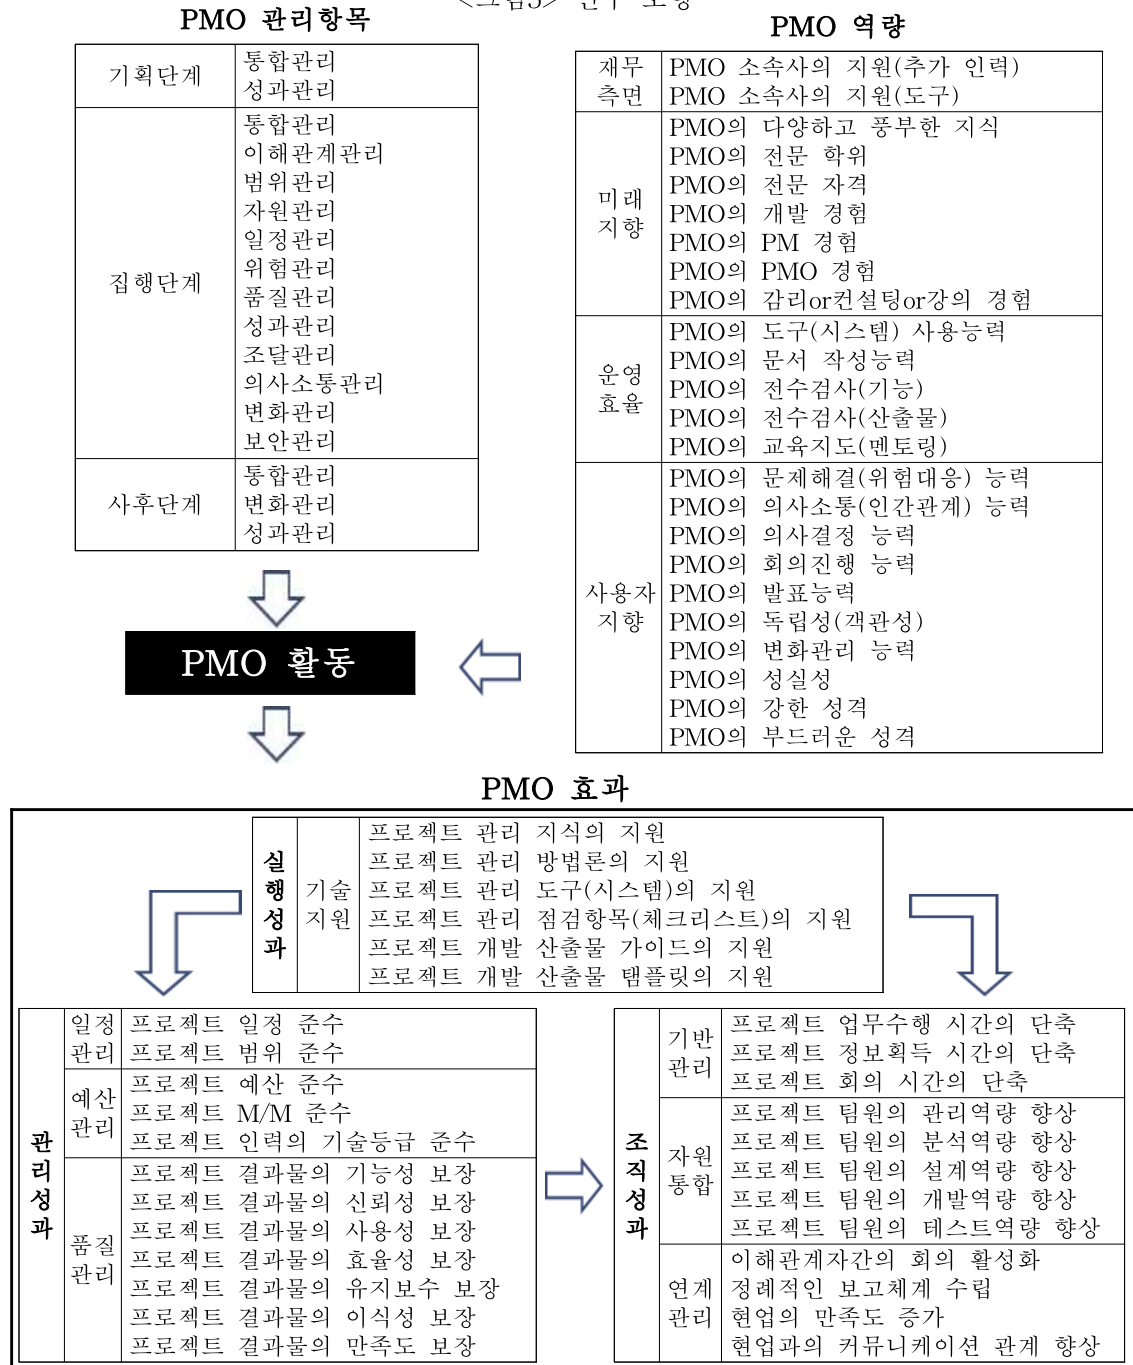 PMO 관리항목
기획단계
통합관리
성과관리
집행단계
통합관리
이해관계관리
범위관리
자원관리
일정관리
위험관리
품질관리
성과관리
조달관리
의사소통관리
변화관리
보안관리
사후단계
통합관리
변화관리
성과관리
PMO 역량
재무
측면
PMO 소속사의 지원(추가 인력)
PMO 소속사의 지원(도구)
미래
지향
PMO의 다양하고 풍부한 지식
PMO의 전문 학위
PMO의 전문 자격
PMO의 개발 경험
PMO의 PM 경험
PMO의 PMO 경험
PMO의 감리or컨설팅or강의 경험
운영
효율
PMO의 도구(시스템) 사용능력
PMO의 문서 작성능력
PMO의 전수검사(기능)
PMO의 전수검사(산출물)
PMO의 교육지도(멘토링)
사용자
지향
PMO의 문제해결(위험대응) 능력
PMO의 의사소통(인간관계) 능력
PMO의 의사결정 능력
PMO의 회의진행 능력
PMO의 발표능력
PMO의 독립성(객관성)
PMO의 변화관리 능력
PMO의 성실성
PMO의 강한 성격
PMO의 부드러운 성격
PMO 활동
PMO 효과
실행성과
기술
지원
프로젝트 관리 지식의 지원
프로젝트 관리 방법론의 지원
프로젝트 관리 도구(시스템)의 지원
프로젝트 관리 점검항목(체크리스트)의 지원
프로젝트 개발 산출물 가이드의 지원
프로젝트 개발 산출물 탬플릿의 지원
관리성과
일정
관리
프로젝트 일정 준수
프로젝트 범위 준수
예산
관리
프로젝트 예산 준수
프로젝트 M/M 준수
프로젝트 인력의 기술등급 준수
품질
관리
프로젝트 결과물의 기능성 보장
프로젝트 결과물의 신뢰성 보장
프로젝트 결과물의 사용성 보장
프로젝트 결과물의 효율성 보장
프로젝트 결과물의 유지보수 보장
프로젝트 결과물의 이식성 보장
프로젝트 결과물의 만족도 보장
조직성과
기반
관리
프로젝트 업무수행 시간의 단축
프로젝트 정보획득 시간의 단축
프로젝트 회의 시간의 단축
자원
통합
프로젝트 팀원의 관리역량 향상
프로젝트 팀원의 분석역량 향상
프로젝트 팀원의 설계역량 향상
프로젝트 팀원의 개발역량 향상
프로젝트 팀원의 테스트역량 향상
연계
관리
이해관계자간의 회의 활성화
정례적인 보고체계 수립
현업의 만족도 증가
현업과의 커뮤니케이션 관계 향상